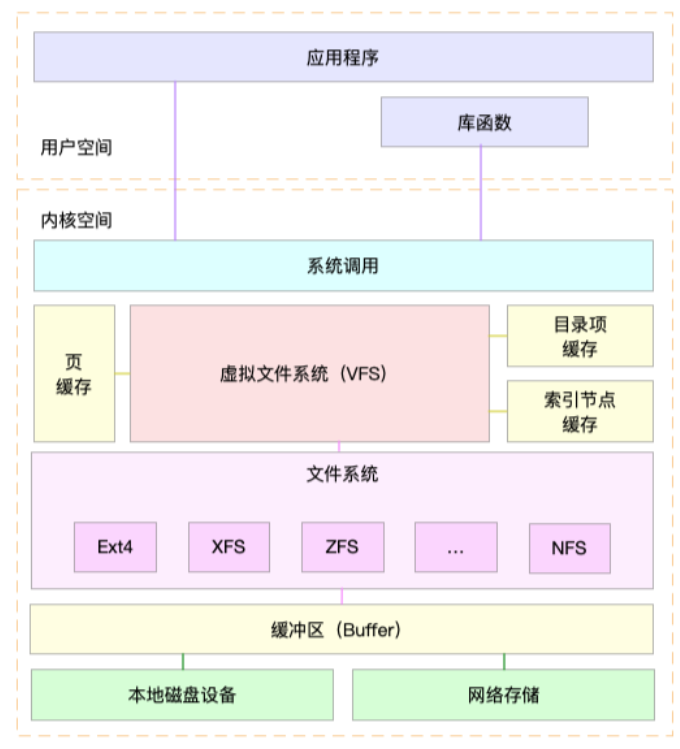 应用程序
库函数
用户空间
内核空间
系统调用
页
缓存
虚拟文件系统（VFS）
目录项
缓存
索引节点
缓存
文件系统
Ext4
XFS
ZFS
...
NFS
缓冲区（Buffer）
本地磁盘设备
网络存储